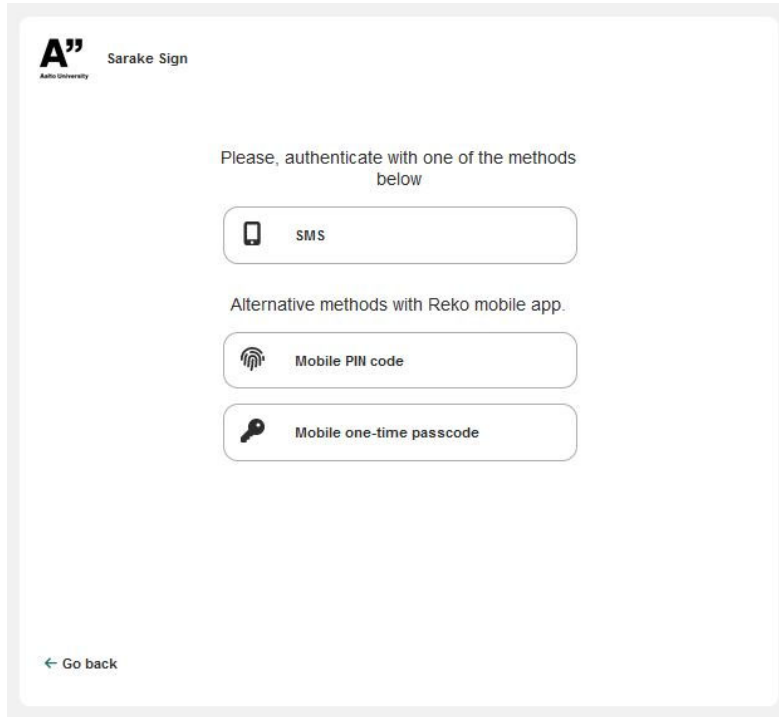 A”
Aalto University
Sarake Sign
Please, authenticate with one of the methods
below
SMS
Alternative methods with Reko mobile app.
Mobile PIN code
Mobile one-time passcode
← Go back